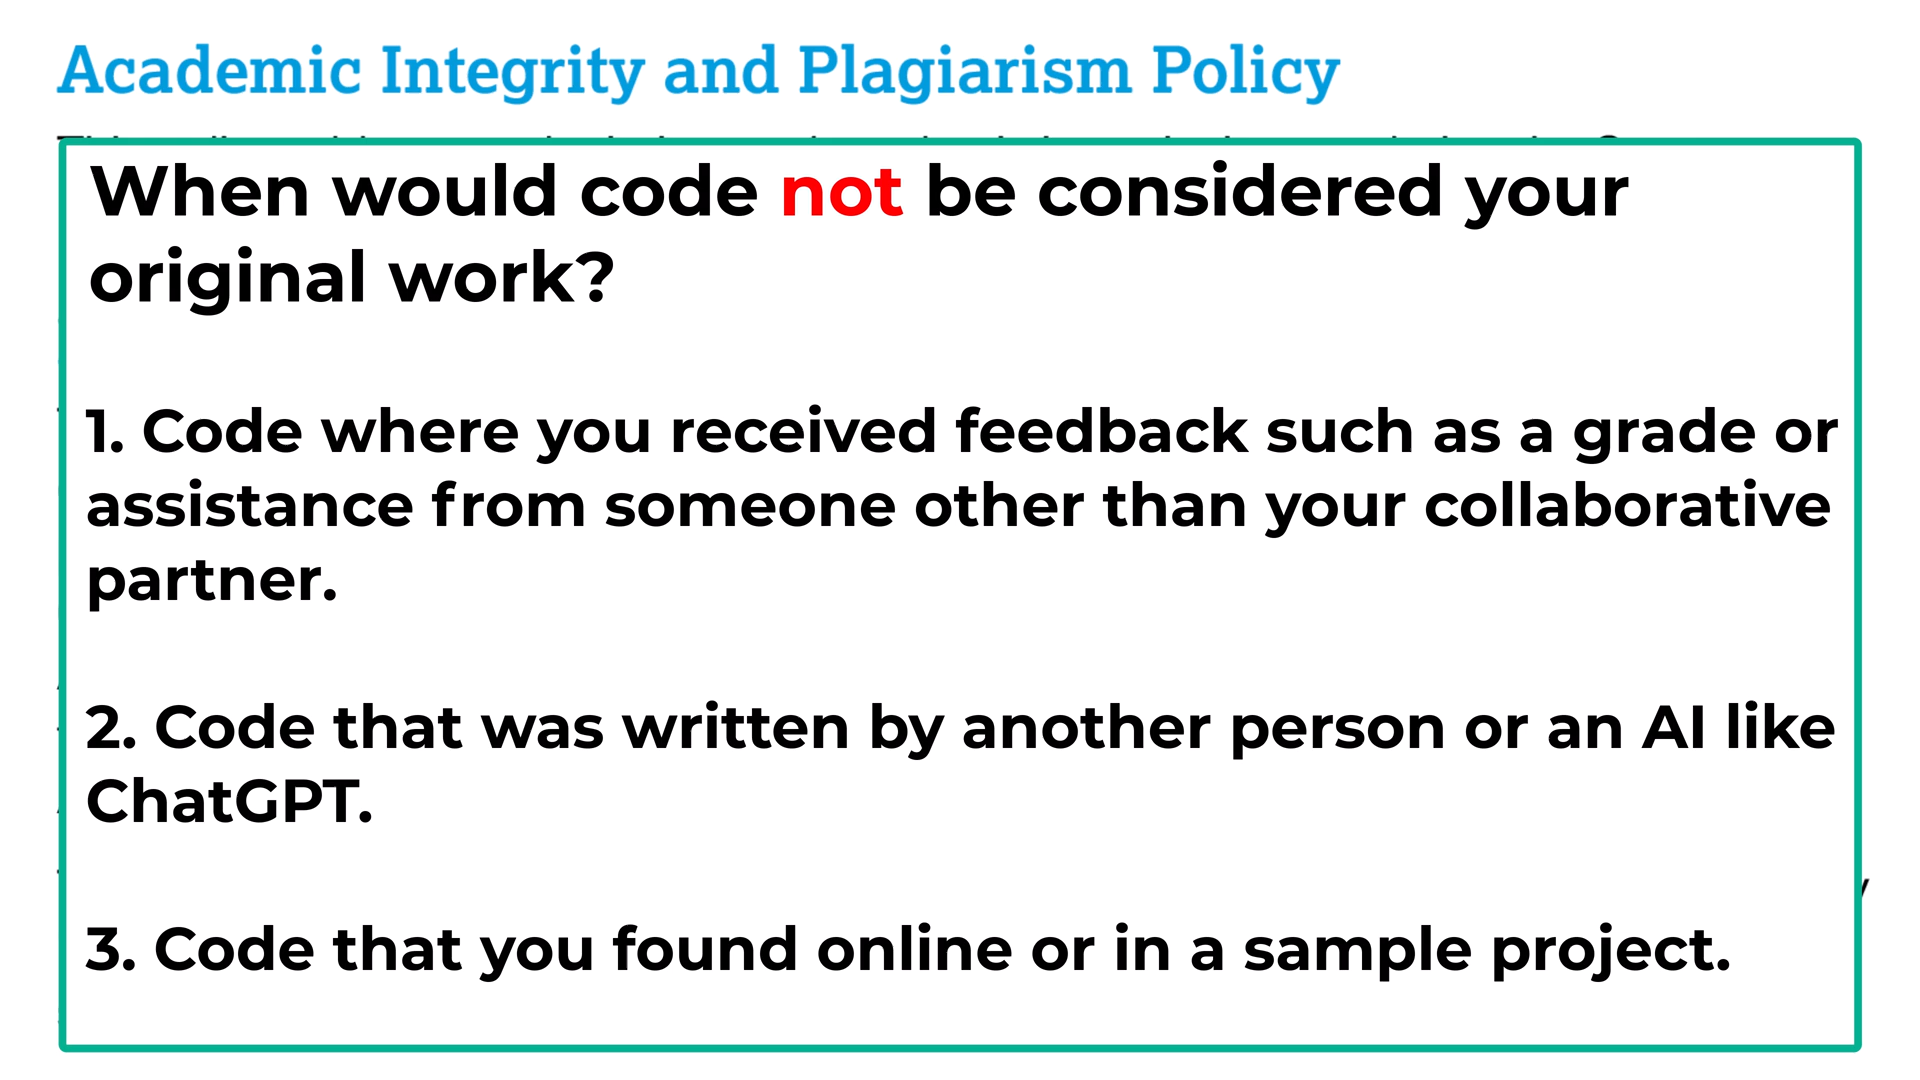 Academic Integrity and Plagiarism Policy
When would code not be considered your
original work?
1. Code where you received feedback such as a grade or
assistance from someone other than your collaborative
partner.
2. Code that was written by another person or an AI like
ChatGPT.
3. Code that you found online or in a sample project.